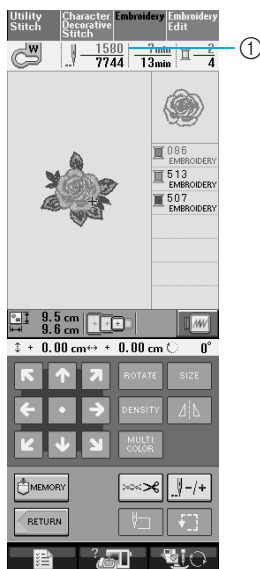 Utility Stitch
Character Decorative Stitch
Embroidery
Embroidery Edit
W
1580
7744
7min
13min
2
4
①
086
EMBROIDERY
513
EMBROIDERY
507
EMBROIDERY
9.5 cm
9.6 cm
+ 0.00 cm + 0.00 cm 0°
ROTATE SIZE
DENSITY
MULTI COLOR
MEMORY
-/+
RETURN